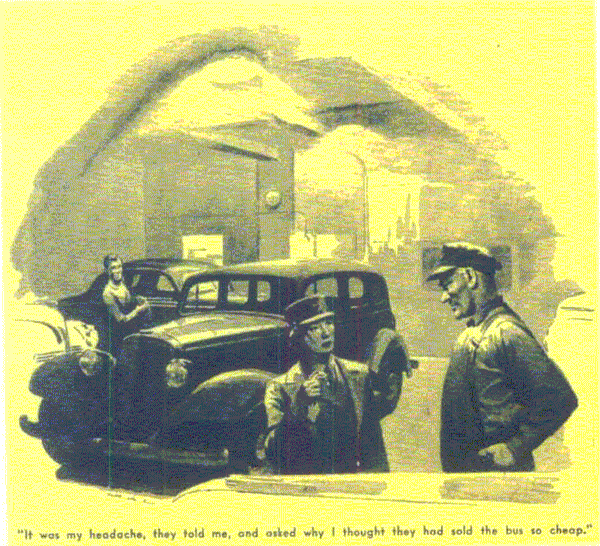 "It was my headache, they told me, and asked why I thought they had sold the bus so cheap."